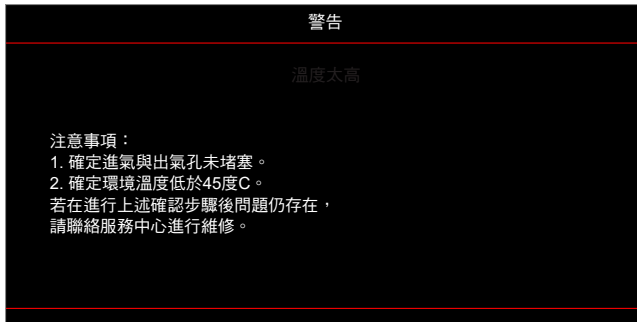 警告
溫度太高
注意事項：
1. 確定進氣與出氣孔未堵塞。
2. 確定環境溫度低於45度C。
若在進行上述確認步驟後問題仍存在，
請聯絡服務中心進行維修。